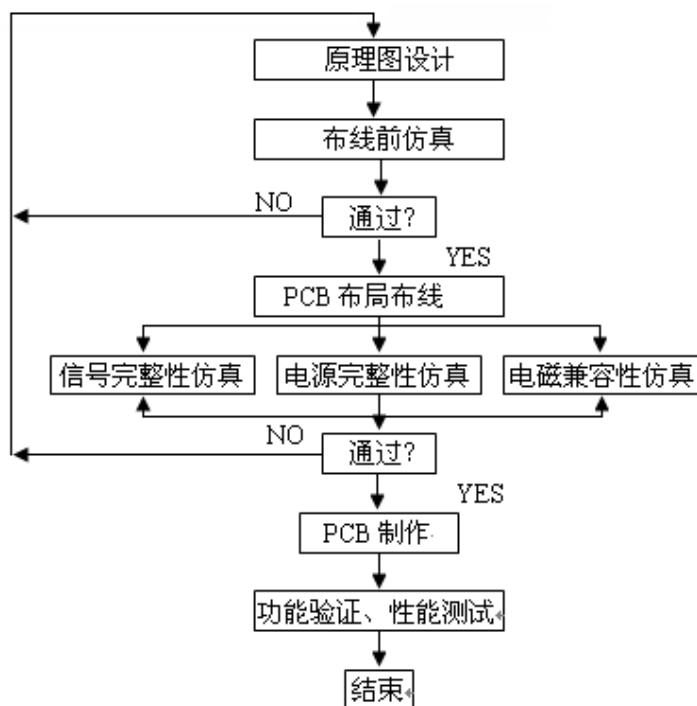 原理图设计
布线前仿真
NO
通过?
YES
PCB 布局布线
信号完整性仿真
电源完整性仿真
电磁兼容性仿真
NO
通过?
YES
PCB 制作
功能验证、性能测试
结束